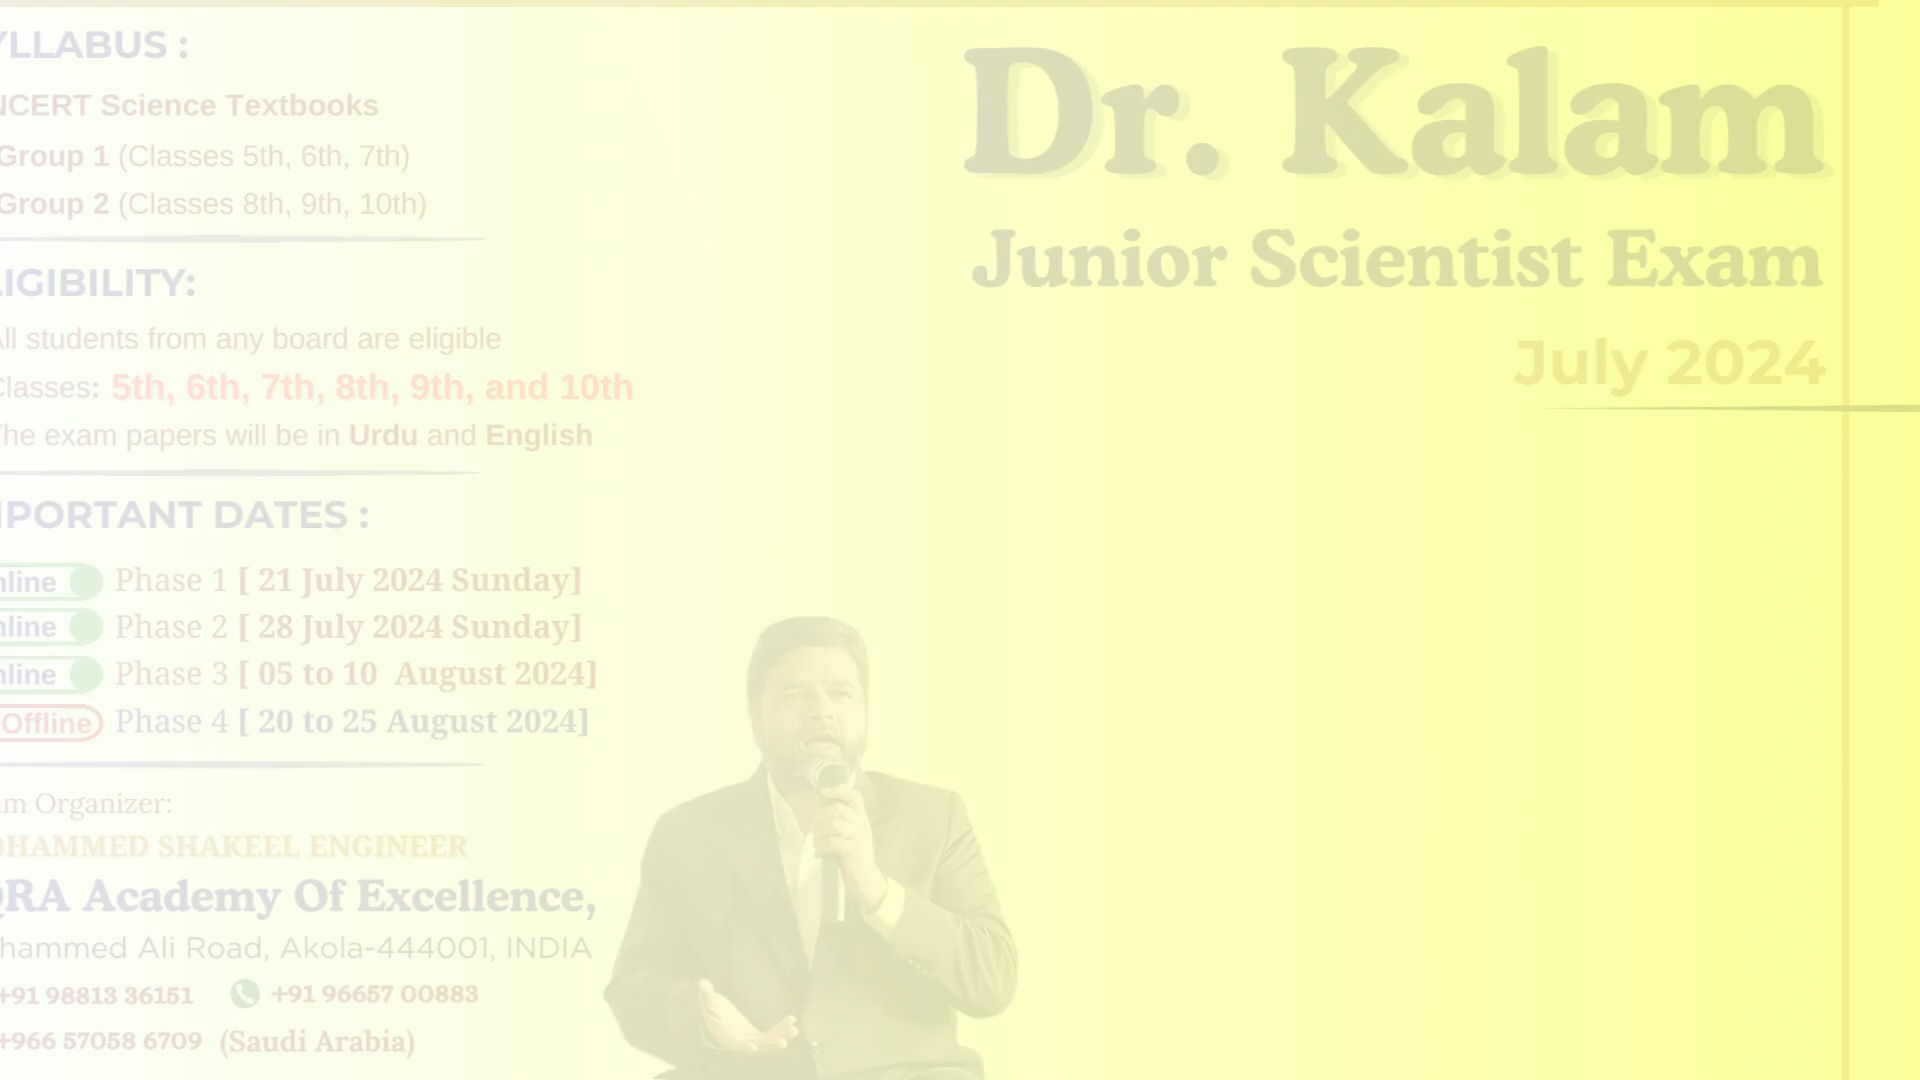 YLLABUS :
NCERT Science Textbooks
Group 1 (Classes 5th, 6th, 7th)
Group 2 (Classes 8th, 9th, 10th)
LIGIBILITY:
All students from any board are eligible
Classes: 5th, 6th, 7th, 8th, 9th, and 10th
The exam papers will be in Urdu and English
MPORTANT DATES :
nline Phase 1 [ 21 July 2024 Sunday]
nline Phase 2 [ 28 July 2024 Sunday]
nline Phase 3 [ 05 to 10 August 2024]
Offline Phase 4 [ 20 to 25 August 2024]
am Organizer:
OHAMMED SHAKEEL ENGINEER
QRA Academy Of Excellence,
hammed Ali Road, Akola-444001, INDIA
+91 98813 36151 +91 96657 00883
+966 57058 6709 (Saudi Arabia)
Dr. Kalam
Junior Scientist Exam
July 2024